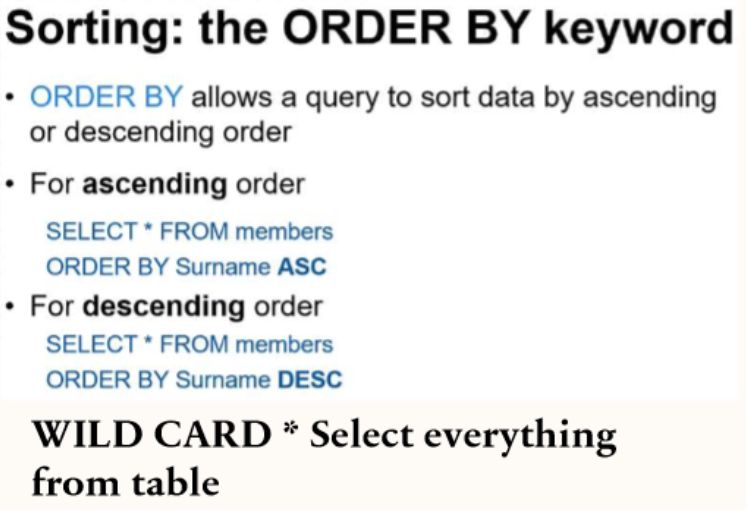 Sorting: the ORDER BY keyword
• ORDER BY allows a query to sort data by ascending
or descending order
• For ascending order
SELECT * FROM members
ORDER BY Surname ASC
• For descending order
SELECT * FROM members
ORDER BY Surname DESC
WILD CARD * Select everything
from table